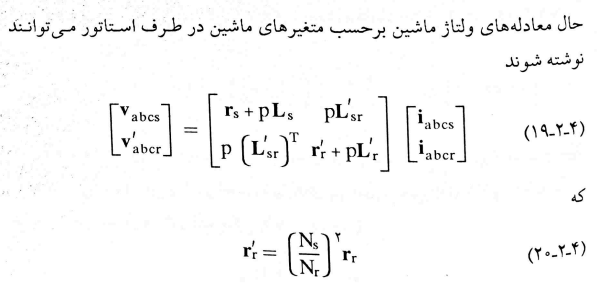 حال معادله‌های ولتاژ ماشین برحسب متغیرهای ماشین در طرف استاتور می‌توانند
نوشته شوند
[v_abcs; v'_abcr] = [r_s + pL_s   pL'_sr; p (L'_sr)^T   r'_r + pL'_r] [i_abcs; i_abcr]   (۱۹-۲-۴)
که
r'_r = (N_s/N_r)^۲ r_r   (۲۰-۲-۴)